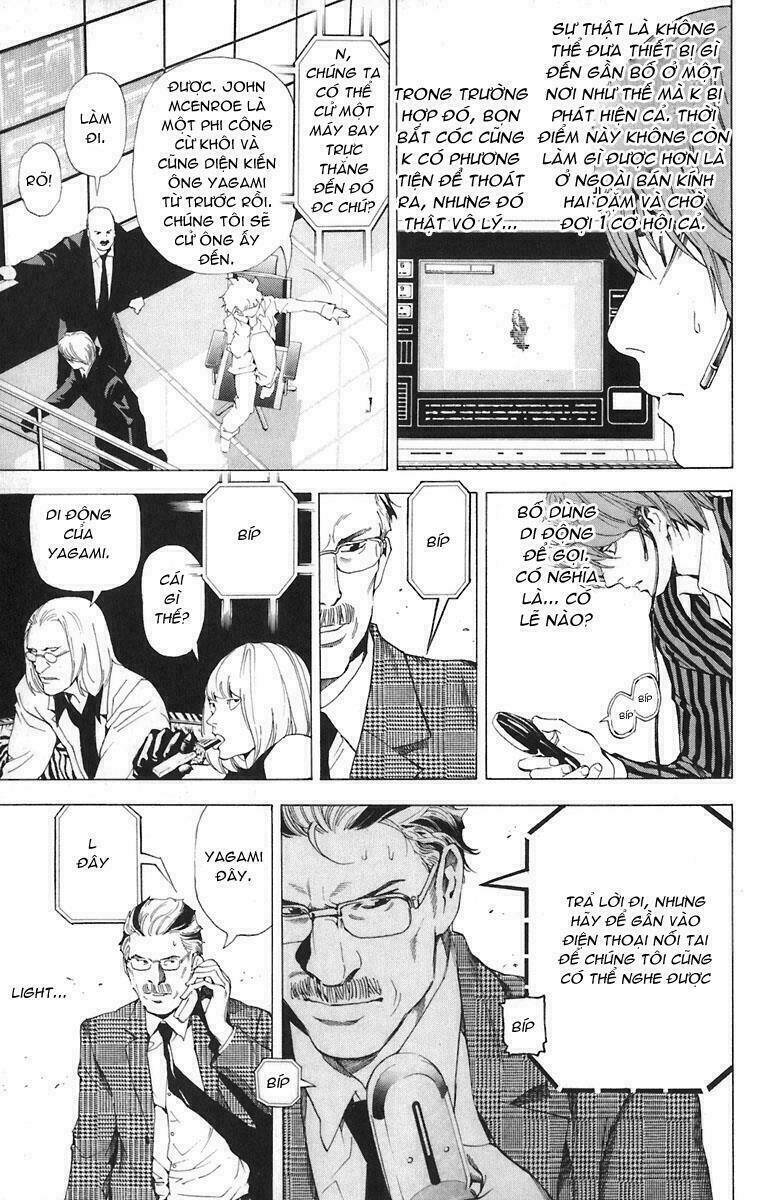 SỰ THẬT LÀ KHÔNG
THỂ ĐƯA THIẾT BỊ GÌ
ĐẾN GẦN BỐ Ở MỘT
NƠI NHƯ THẾ MÀ K BỊ
PHÁT HIỆN CẢ. THỜI
ĐIỂM NÀY KHÔNG CÒN
LÀM GÌ ĐƯỢC HƠN LÀ
Ở NGOÀI BÁN KÍNH
HAI DẶM VÀ CHỜ
ĐỢI 1 CƠ HỘI CẢ.
TRONG TRƯỜNG
HỢP ĐÓ, BỌN
BẮT CÓC CŨNG
K CÓ PHƯƠNG
TIỆN ĐỂ THOÁT
RA, NHƯNG ĐÓ
THẬT VÔ LÝ...
N,
CHÚNG TA
CÓ THỂ
CỬ MỘT
MÁY BAY
TRỰC
THĂNG
ĐẾN ĐÓ
ĐC CHỨ?
ĐƯỢC. JOHN
MCENROE LÀ
MỘT PHI CÔNG
CỪ KHÔI VÀ
CŨNG DIỆN KIẾN
ÔNG YAGAMI
TỪ TRƯỚC RỒI.
CHÚNG TÔI SẼ
CỬ ÔNG ẤY
ĐẾN.
LÀM
ĐI.
RÕ!
BỐ DÙNG
DI ĐỘNG
ĐỂ GỌI.
CÓ NGHĨA
LÀ... CÓ
LẼ NÀO?
BÍP
BÍP
BÍP
BÍP
CÁI
GÌ
THẾ?
DI ĐỘNG
CỦA
YAGAMI.
TRẢ LỜI ĐI, NHƯNG
HÃY ĐỂ GẦN VÀO
ĐIỆN THOẠI NỐI TAI
ĐỂ CHÚNG TÔI CŨNG
CÓ THỂ NGHE ĐƯỢC
BÍP
BÍP
YAGAMI
ĐÂY.
L
ĐÂY
LIGHT...